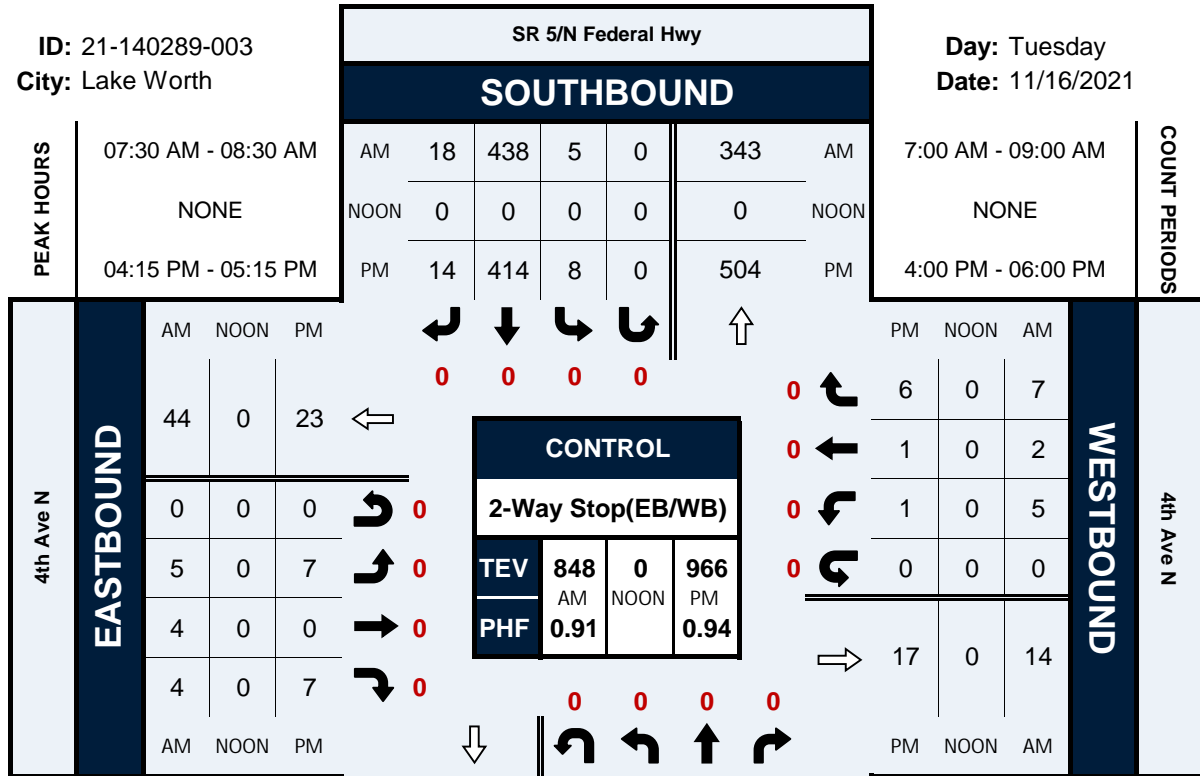 ID: 21-140289-003
City: Lake Worth
SR 5/N Federal Hwy
SOUTHBOUND
Day: Tuesday
Date: 11/16/2021
PEAK HOURS
07:30 AM - 08:30 AM
NONE
04:15 PM - 05:15 PM
AM 18 438 5 0 343 AM
NOON 0 0 0 0 0 NOON
PM 14 414 8 0 504 PM
7:00 AM - 09:00 AM
NONE
4:00 PM - 06:00 PM
COUNT PERIODS
0 0 0 0
4th Ave N
EASTBOUND
AM NOON PM
44 0 23
0 0 0 0
5 0 7 0
4 0 0 0
4 0 7 0
AM NOON PM
CONTROL
2-Way Stop(EB/WB)
TEV 848 0 966
AM NOON PM
PHF 0.91 0.94
PM NOON AM
0 6 0 7
0 1 0 2
0 1 0 5
0 0 0 0
17 0 14
PM NOON AM
WESTBOUND
4th Ave N
0 0 0 0